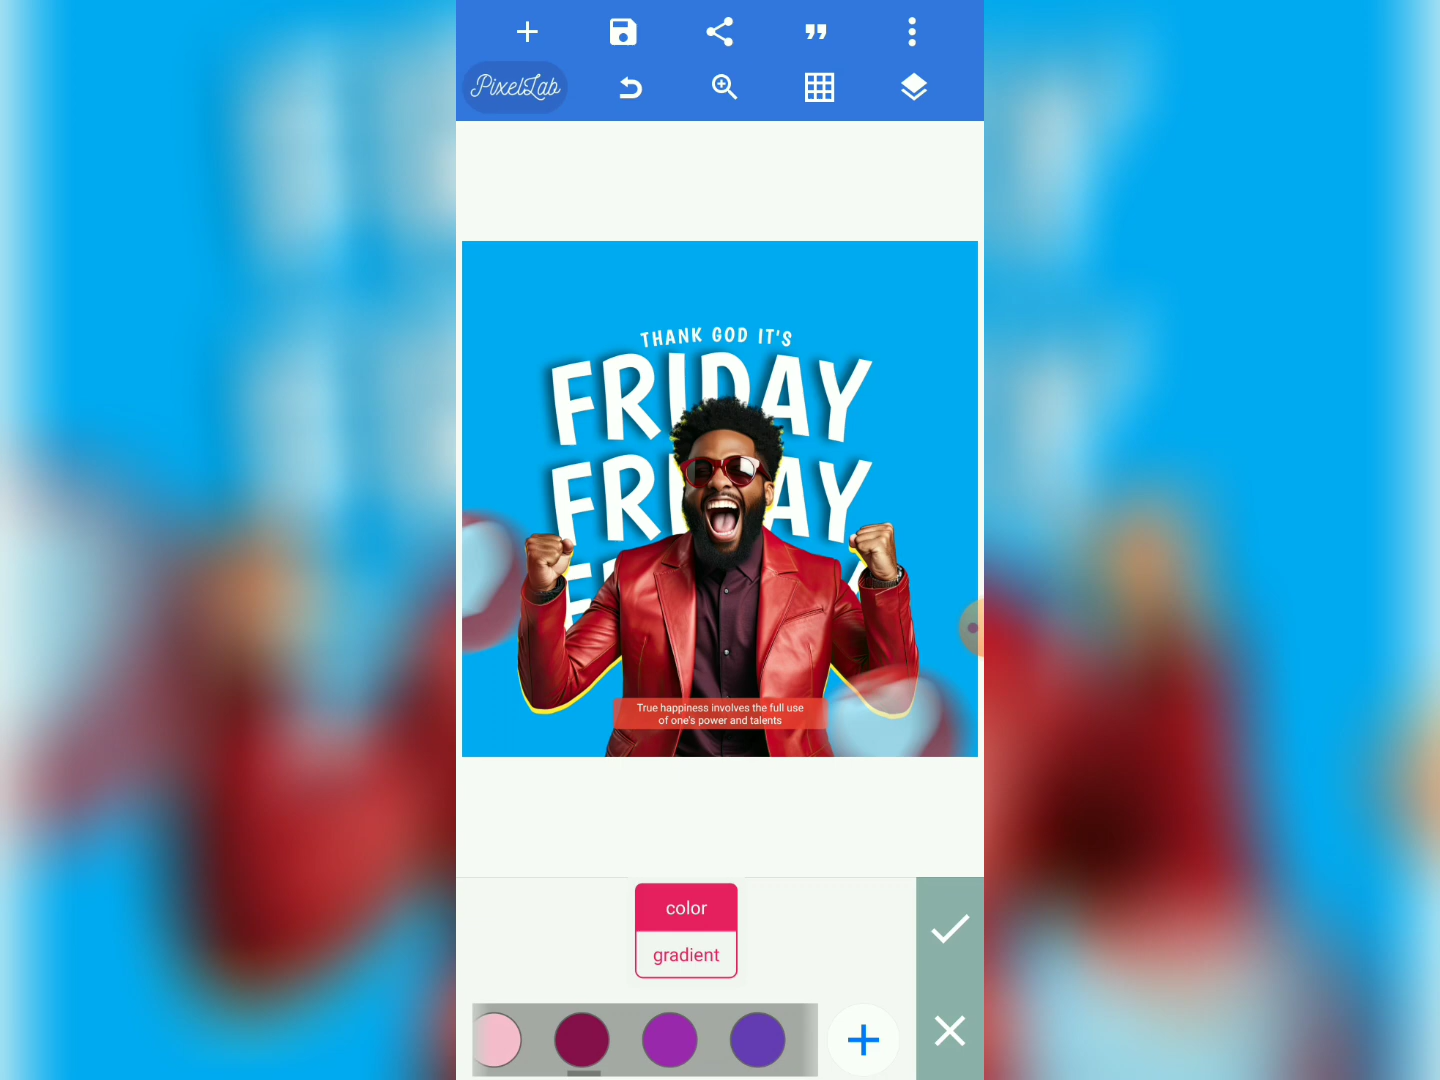 PixelLab
THANK GOD IT'S
FRIDAY
FRIDAY
True happiness involves the full use
of one's power and talents
color
gradient